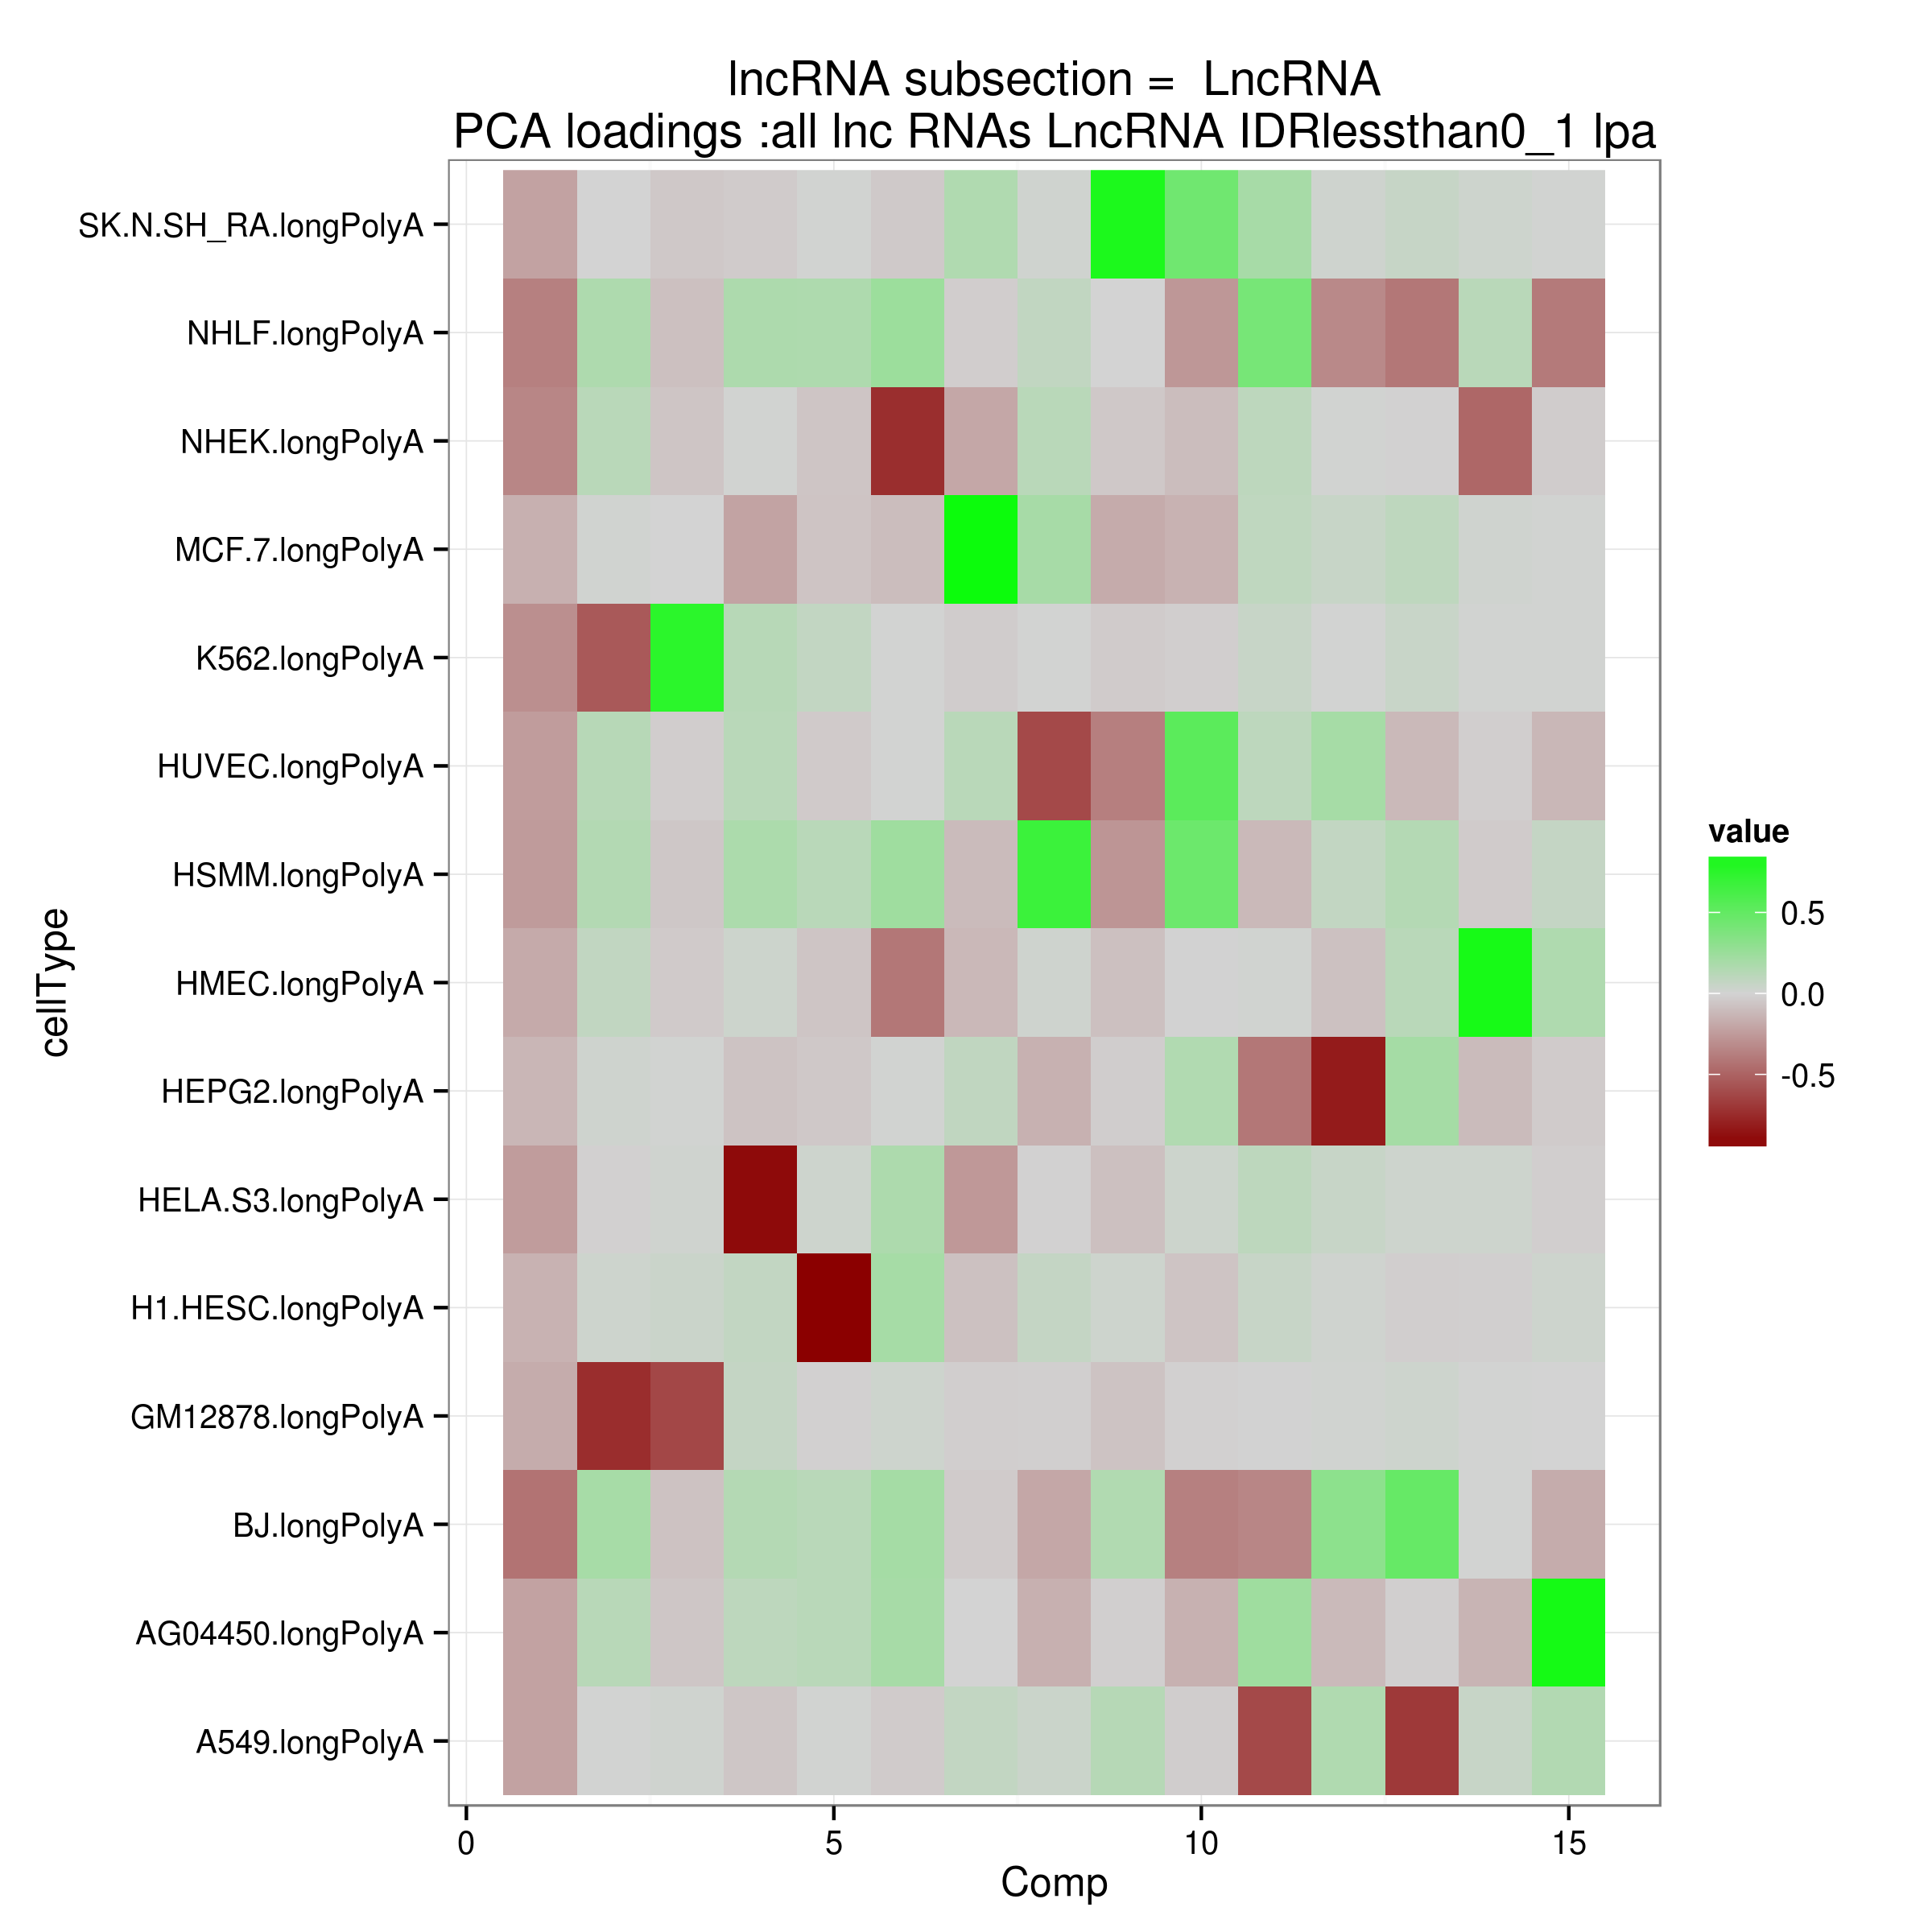 lncRNA subsection =  LncRNA
PCA loadings :all lnc RNAs LncRNA IDRlessthan0_1 lpa
SK.N.SH_RA.longPolyA
NHLF.longPolyA
NHEK.longPolyA
MCF.7.longPolyA
K562.longPolyA
HUVEC.longPolyA
HSMM.longPolyA
HMEC.longPolyA
HEPG2.longPolyA
HELA.S3.longPolyA
H1.HESC.longPolyA
GM12878.longPolyA
BJ.longPolyA
AG04450.longPolyA
A549.longPolyA
cellType
0 5 10 15
Comp
value
0.5
0.0
-0.5